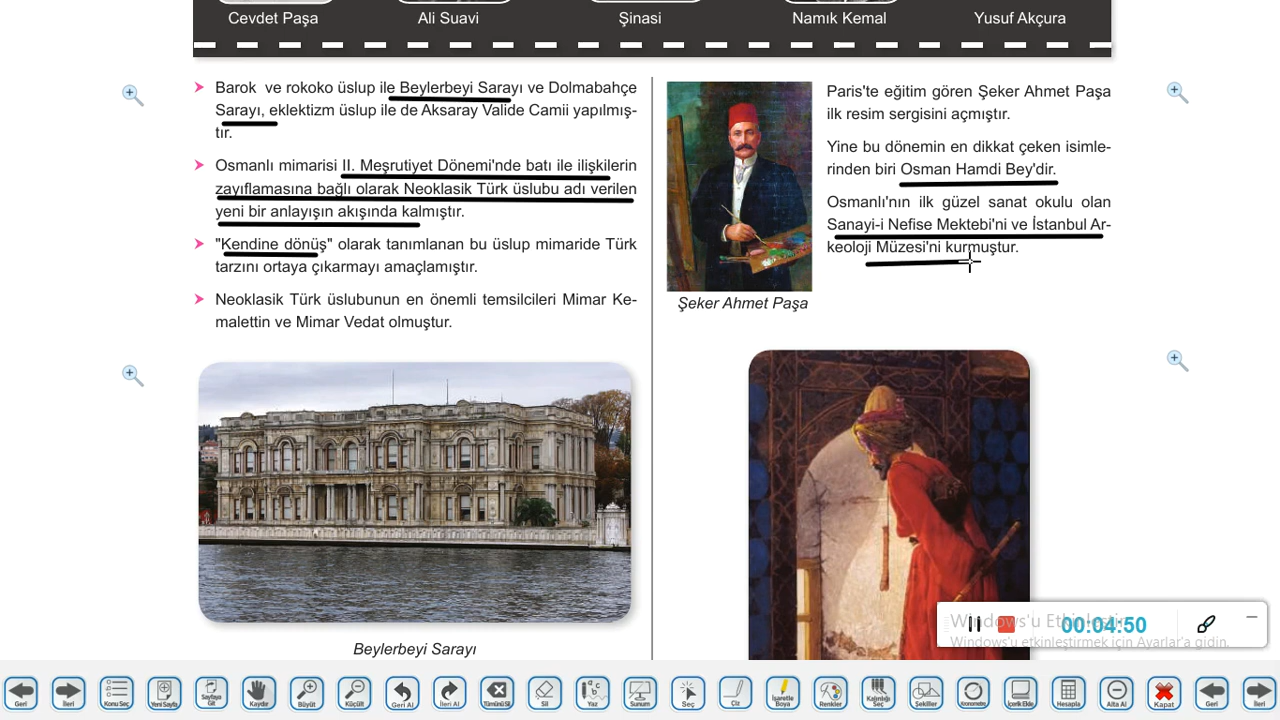 Cevdet Paşa
Ali Suavi
Şinasi
Namık Kemal
Yusuf Akçura
Barok ve rokoko üslup ile Beylerbeyi Sarayı ve Dolmabahçe
Sarayı, eklektizm üslup ile de Aksaray Valide Camii yapılmış-
tır.
Osmanlı mimarisi II. Meşrutiyet Dönemi'nde batı ile ilişkilerin
zayıflamasına bağlı olarak Neoklasik Türk üslubu adı verilen
yeni bir anlayışın akışında kalmıştır.
"Kendine dönüş" olarak tanımlanan bu üslup mimaride Türk
tarzını ortaya çıkarmayı amaçlamıştır.
Neoklasik Türk üslubunun en önemli temsilcileri Mimar Ke-
malettin ve Mimar Vedat olmuştur.
Beylerbeyi Sarayı
Paris'te eğitim gören Şeker Ahmet Paşa
ilk resim sergisini açmıştır.
Yine bu dönemin en dikkat çeken isimle-
rinden biri Osman Hamdi Bey'dir.
Osmanlı'nın ilk güzel sanat okulu olan
Sanayi-i Nefise Mektebi'ni ve İstanbul Ar-
keoloji Müzesi'ni kurmuştur.
Şeker Ahmet Paşa
Windows'u Etkinleştir
00:04:50
Windows'u etkinleştirmek için Ayarlar'a gidin.
Geri
İleri
Konu Seç
Yeni Sayfa
Sayfaya Git
Kaydır
Büyüt
Küçült
Geri Al
İleri Al
Tümünü Sil
Sil
Yaz
Sunum
Seç
Çiz
İşaretle Boya
Renkler
Kalınlığı Seç
Şekiller
Kronometre
İçerik Ekle
Hesapla
Alta Al
Kapat
Geri
İleri